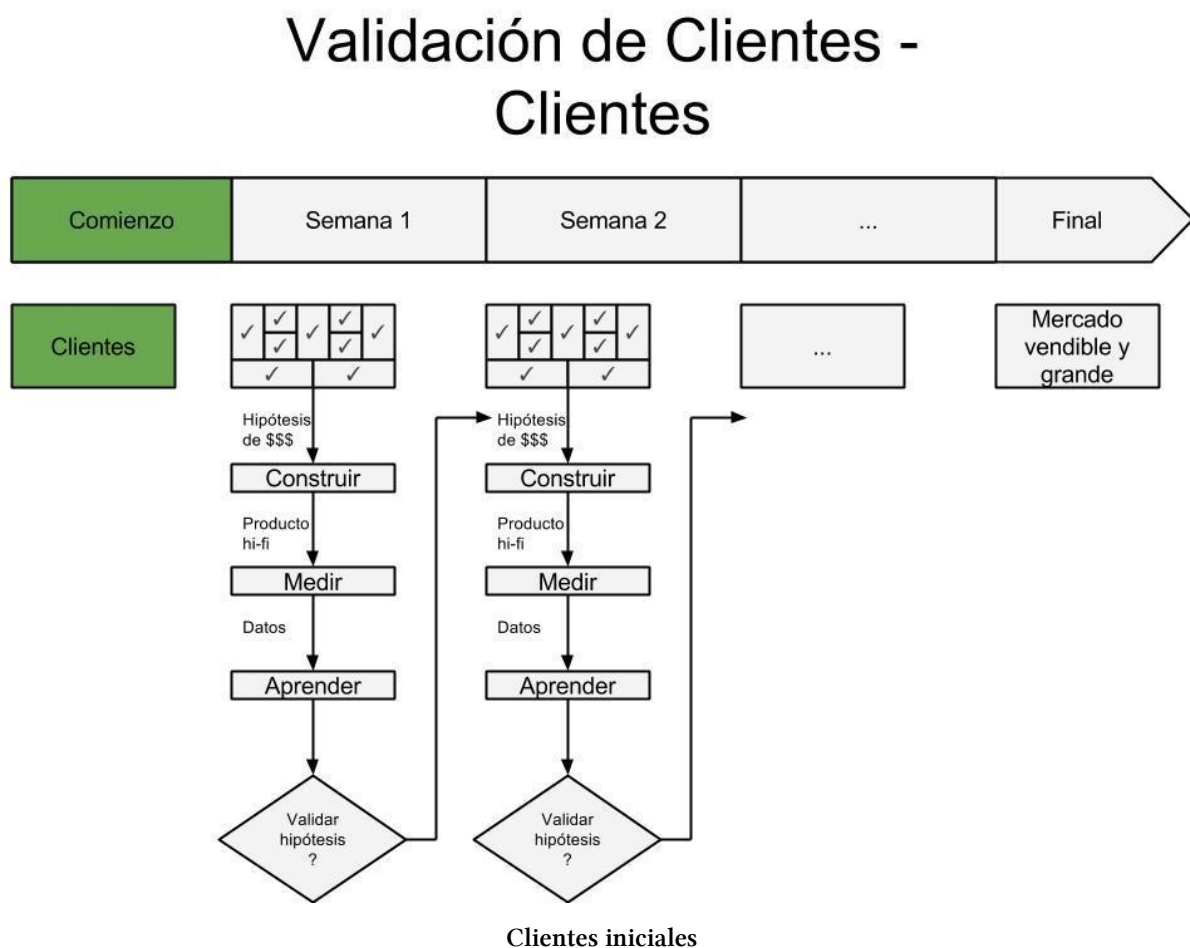 Validación de Clientes -
Clientes
Comienzo
Semana 1
Semana 2
...
Final
Clientes
✓ ✓ ✓ ✓ ✓
✓ ✓
✓ ✓
✓ ✓ ✓ ✓ ✓
✓ ✓
✓ ✓
...
Mercado
vendible y
grande
Hipótesis
de $$$
Construir
Producto
hi-fi
Medir
Datos
Aprender
Validar
hipótesis
?
Hipótesis
de $$$
Construir
Producto
hi-fi
Medir
Datos
Aprender
Validar
hipótesis
?
Clientes iniciales